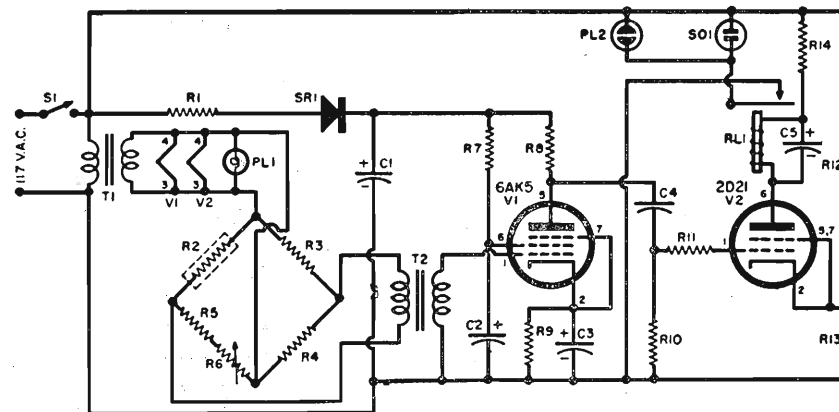 PL2
SO1
R14
S1
R1
SR1
117 V.A.C.
T1
4
4
3
3
V1
V2
PL1
C1
+
–
R7
R8
6AK5
V1
5
6
1
7
2
C4
RL1
C5
+
–
R12
6
2D21
V2
R11
1
5,7
2
R2
R3
R5
R6
R4
T2
C2
+
–
R9
C3
+
–
R10
R13